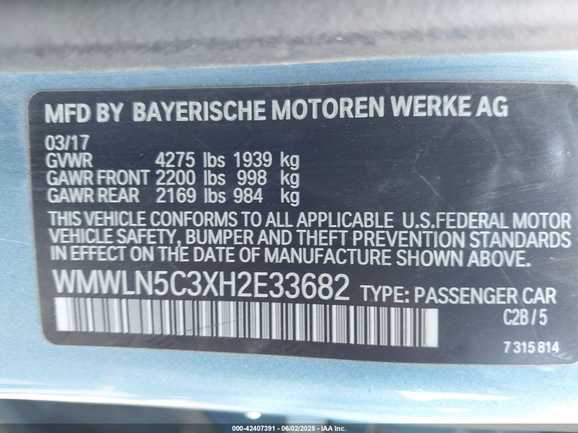 MFD BY BAYERISCHE MOTOREN WERKE AG
03/17
GVWR 4275 lbs 1939 kg
GAWR FRONT 2200 lbs 998 kg
GAWR REAR 2169 lbs 984 kg
THIS VEHICLE CONFORMS TO ALL APPLICABLE U.S.FEDERAL MOTOR
VEHICLE SAFETY, BUMPER AND THEFT PREVENTION STANDARDS
IN EFFECT ON THE DATE OF MANUFACTURE SHOWN ABOVE.
WMWLN5C3XH2E33682 TYPE: PASSENGER CAR
C2B / 5
7 315 814
000-42407391 - 06/02/2025 - IAA Inc.